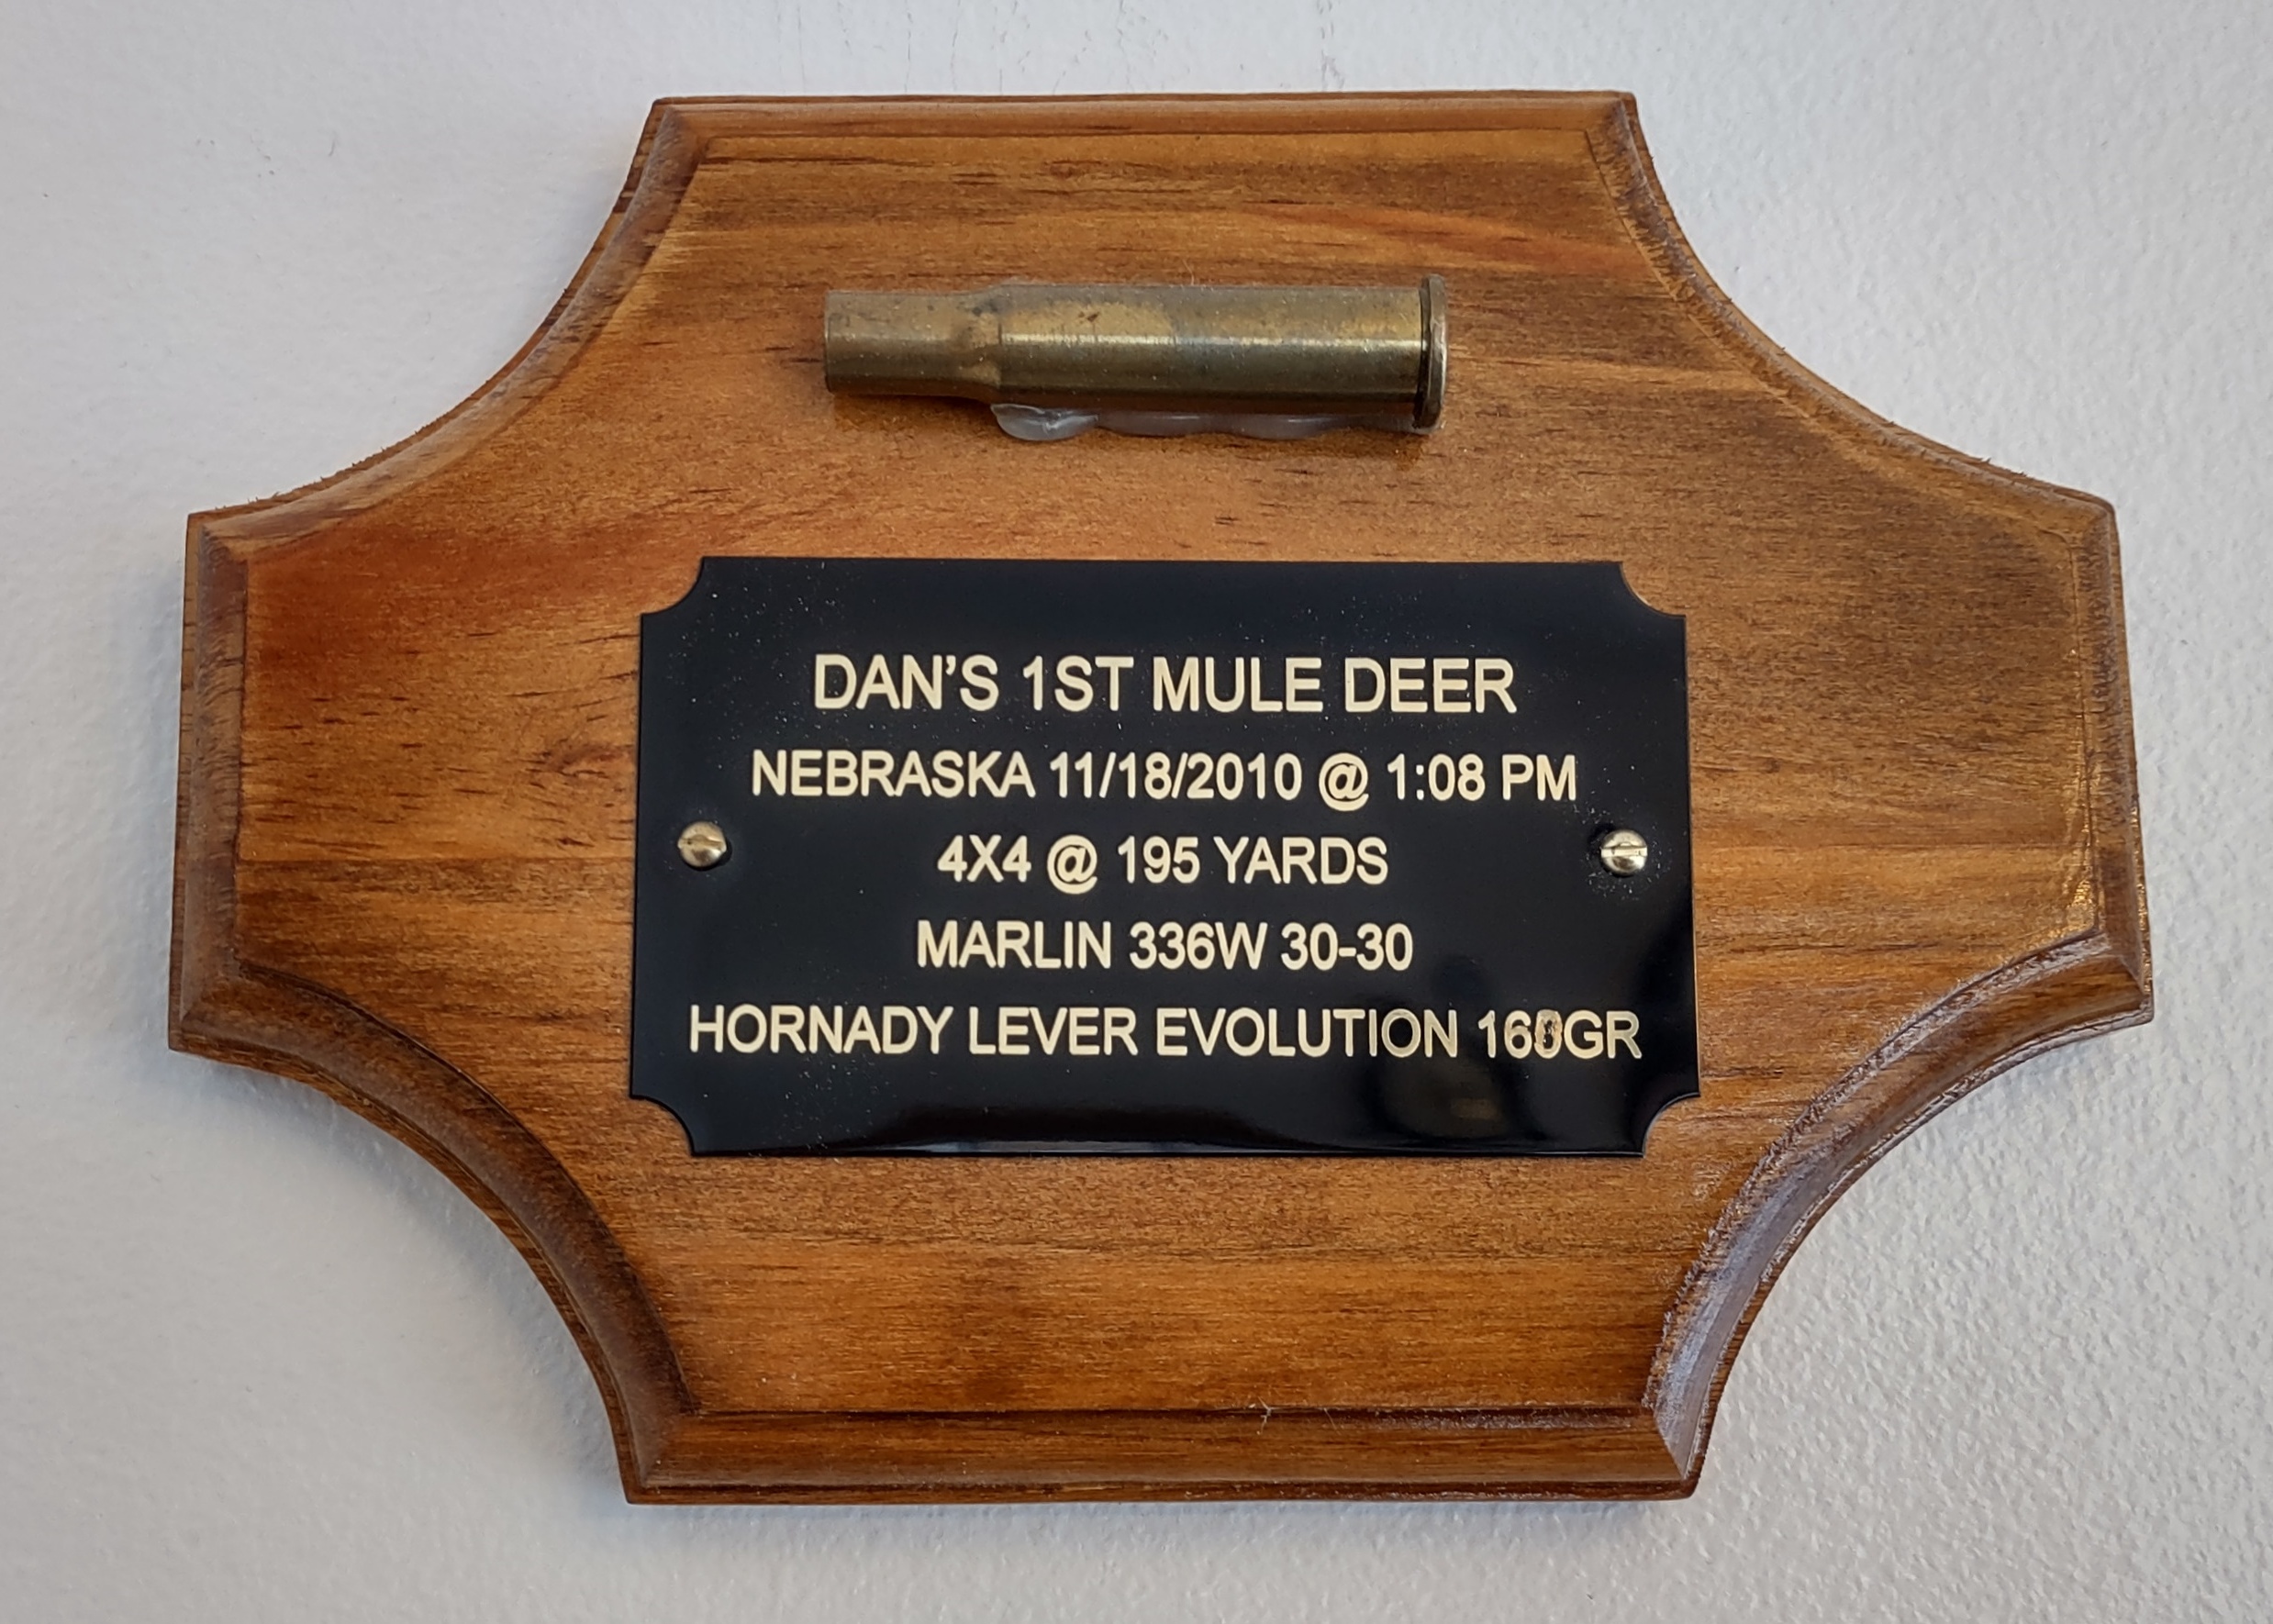 DAN'S 1ST MULE DEER
NEBRASKA 11/18/2010 @ 1:08 PM
4X4 @ 195 YARDS
MARLIN 336W 30-30
HORNADY LEVER EVOLUTION 160GR